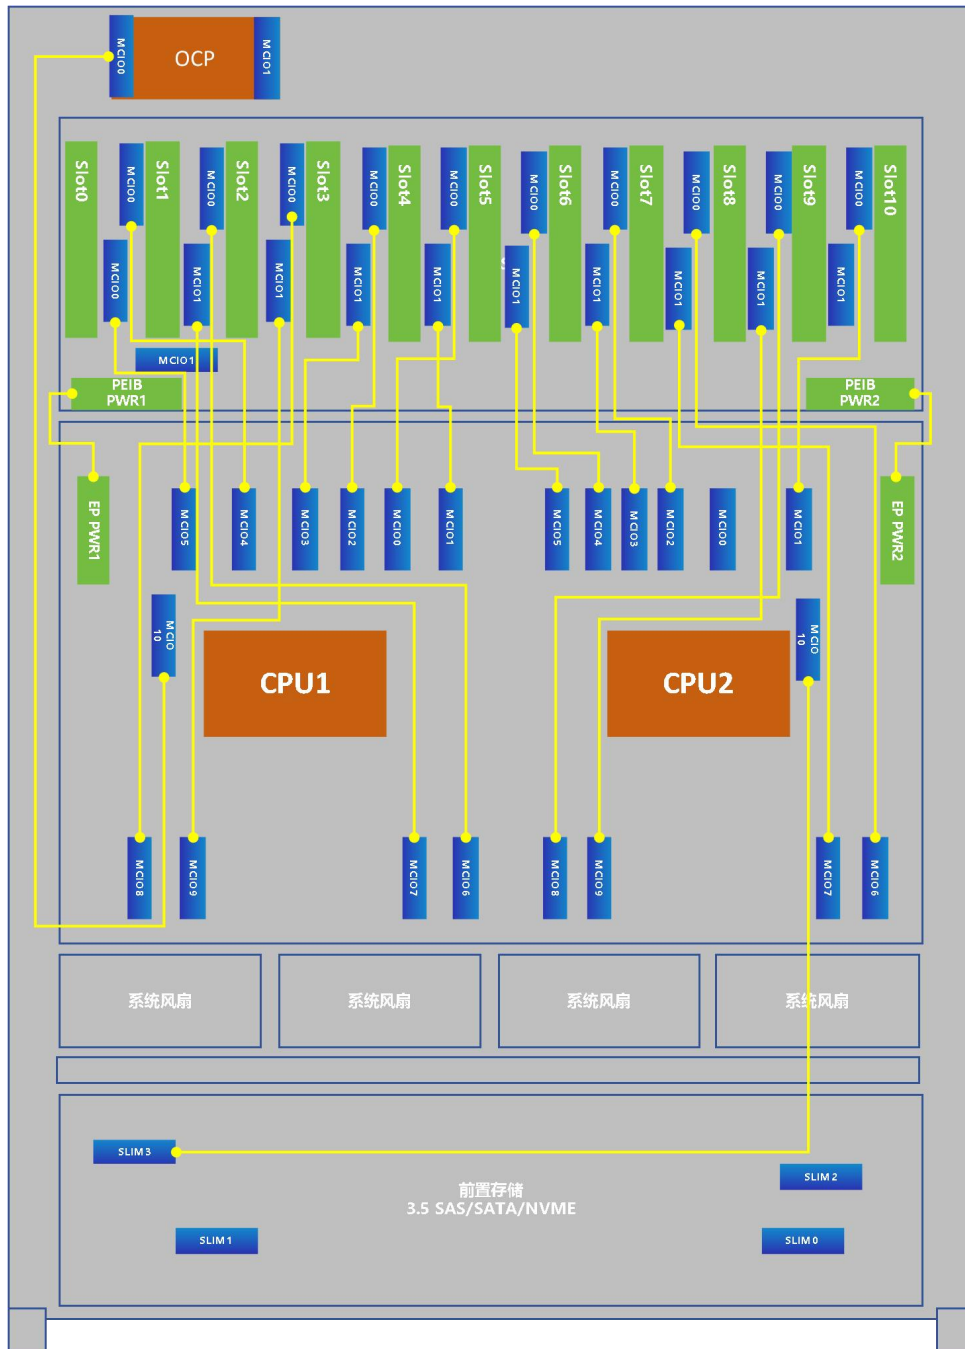 MCIO0
OCP
MCIO1
Slot0
MCIO0
Slot1
MCIO0
Slot2
MCIO0
Slot3
MCIO0
Slot4
MCIO0
Slot5
MCIO0
Slot6
MCIO0
Slot7
MCIO0
Slot8
MCIO0
Slot9
MCIO0
Slot10
MCIO0
MCIO1
MCIO1
MCIO1
MCIO1
MCIO1
MCIO1
MCIO1
MCIO1
MCIO1
MCIO1
PEIB
PWR1
PEIB
PWR2
EP PWR1
MCIO5
MCIO4
MCIO3
MCIO2
MCIO0
MCIO1
MCIO5
MCIO4
MCIO3
MCIO2
MCIO0
MCIO1
EP PWR2
MCIO
10
CPU1
CPU2
MCIO
10
MCIO8
MCIO9
MCIO7
MCIO6
MCIO8
MCIO9
MCIO7
MCIO6
系统风扇
系统风扇
系统风扇
系统风扇
SLIM3
前置存储
3.5 SAS/SATA/NVME
SLIM2
SLIM1
SLIM0